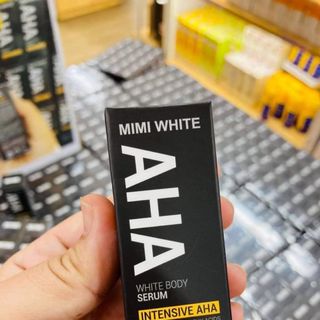 MIMI WHITE
AHA
WHITE BODY
SERUM
INTENSIVE AHA